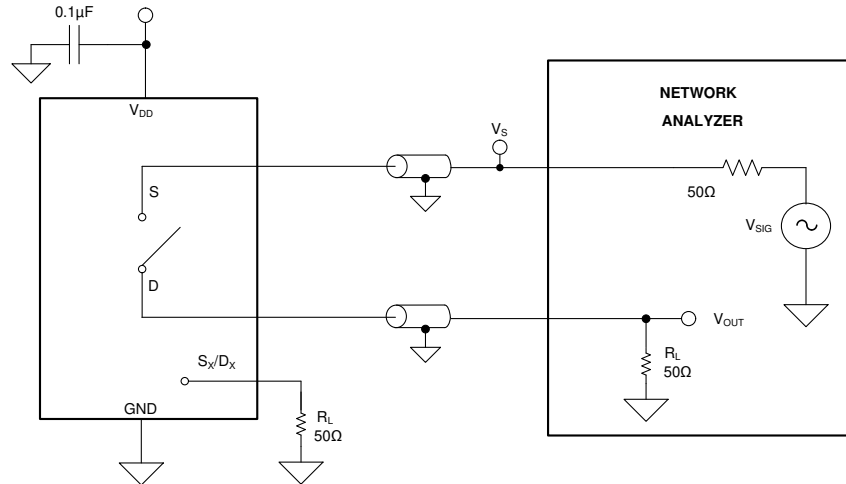 0.1µF
V_DD
NETWORK
ANALYZER
V_S
S
50Ω
V_SIG
D
V_OUT
S_X/D_X
R_L
50Ω
GND
R_L
50Ω